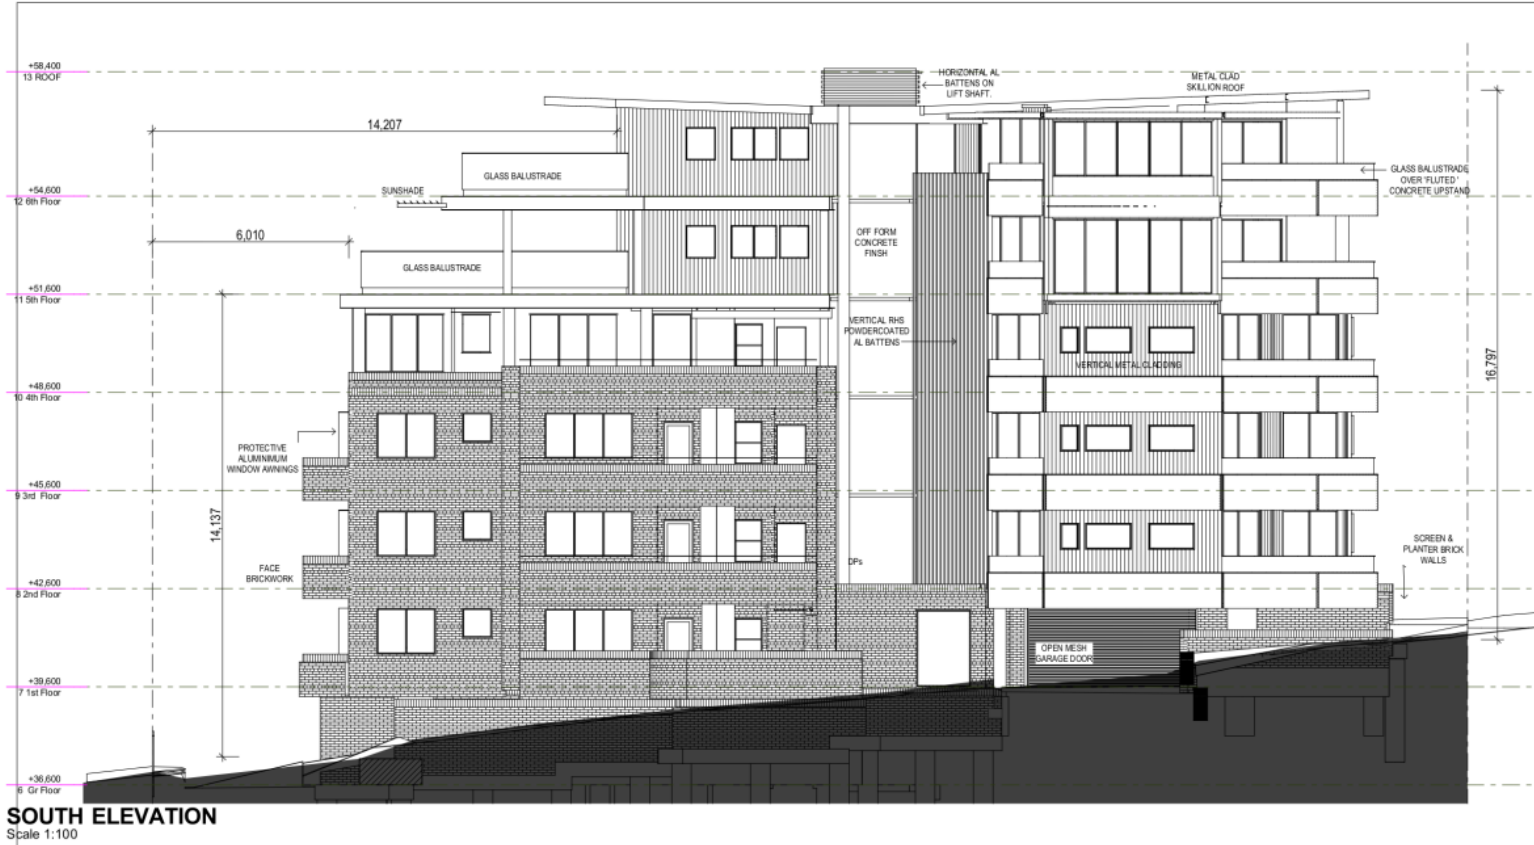 +58,400
13 ROOF
HORIZONTAL AL
BATTENS ON
LIFT SHAFT.
METAL CLAD
SKILLION ROOF
14,207
GLASS BALUSTRADE
SUNSHADE
+54,600
12 6th Floor
GLASS BALUSTRADE
OVER 'FLUTED'
CONCRETE UPSTAND
6,010
OFF FORM
CONCRETE
FINSH
GLASS BALUSTRADE
+51,600
11 5th Floor
VERTICAL RHS
POWDERCOATED
AL BATTENS
VERTICAL METAL CLADDING
16,797
+48,600
10 4th Floor
PROTECTIVE
ALUMINIMUM
WINDOW AWNINGS
+45,600
9 3rd Floor
14,137
SCREEN &
PLANTER BRICK
WALLS
FACE
BRICKWORK
DPs
+42,600
8 2nd Floor
OPEN MESH
GARAGE DOOR
+39,600
7 1st Floor
+36,600
6 Gr Floor
SOUTH ELEVATION
Scale 1:100